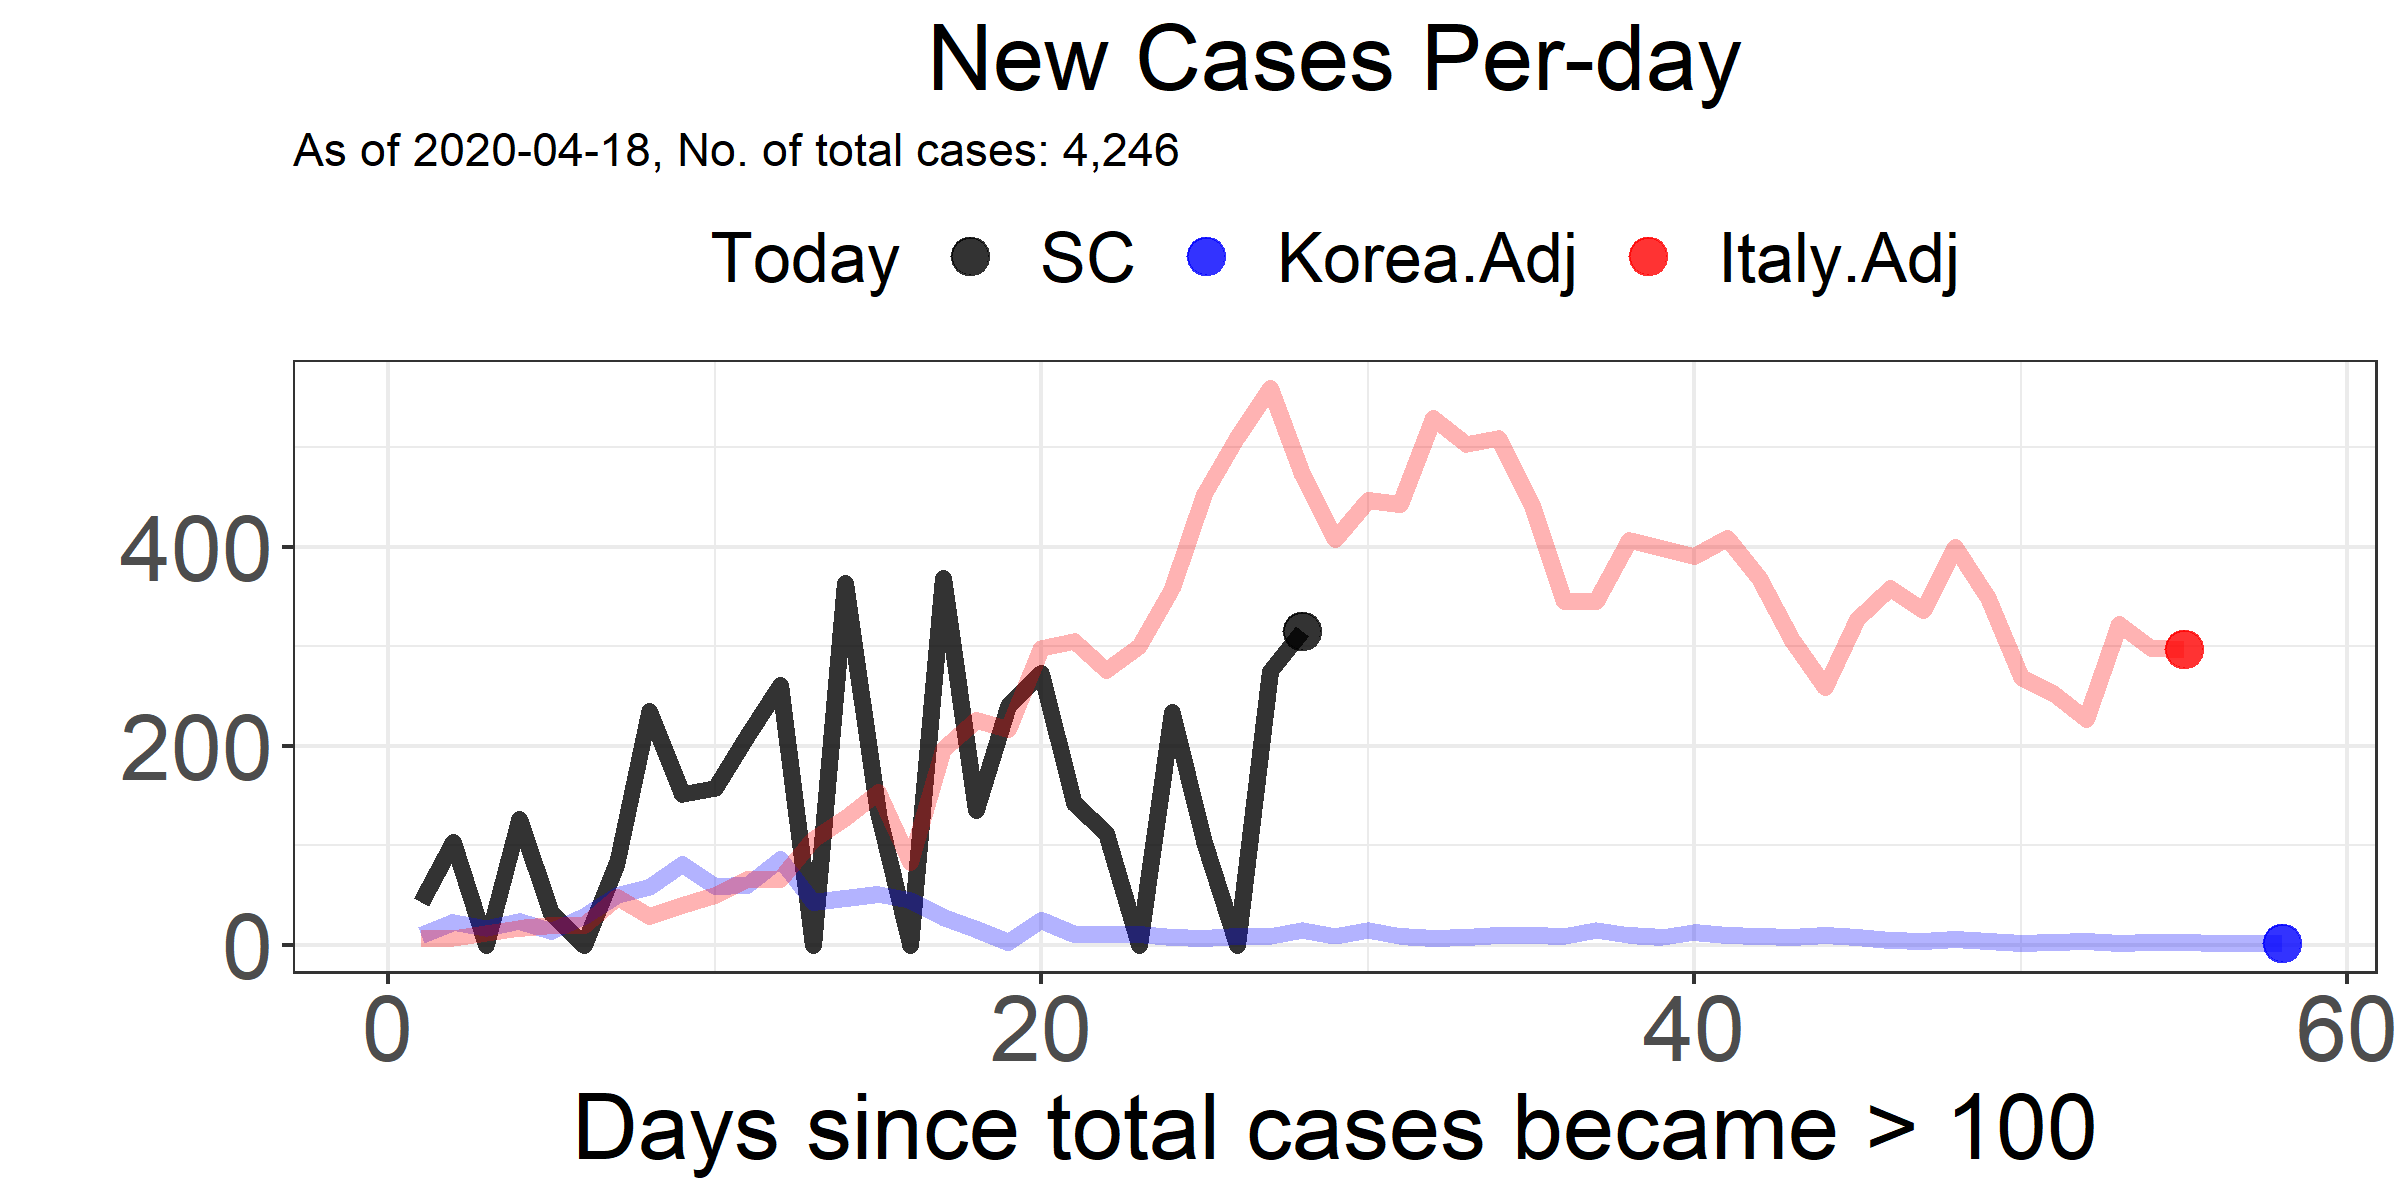 New Cases Per-day
As of 2020-04-18, No. of total cases: 4,246
Today SC Korea.Adj Italy.Adj
400
200
0
0 20 40 60
Days since total cases became > 100